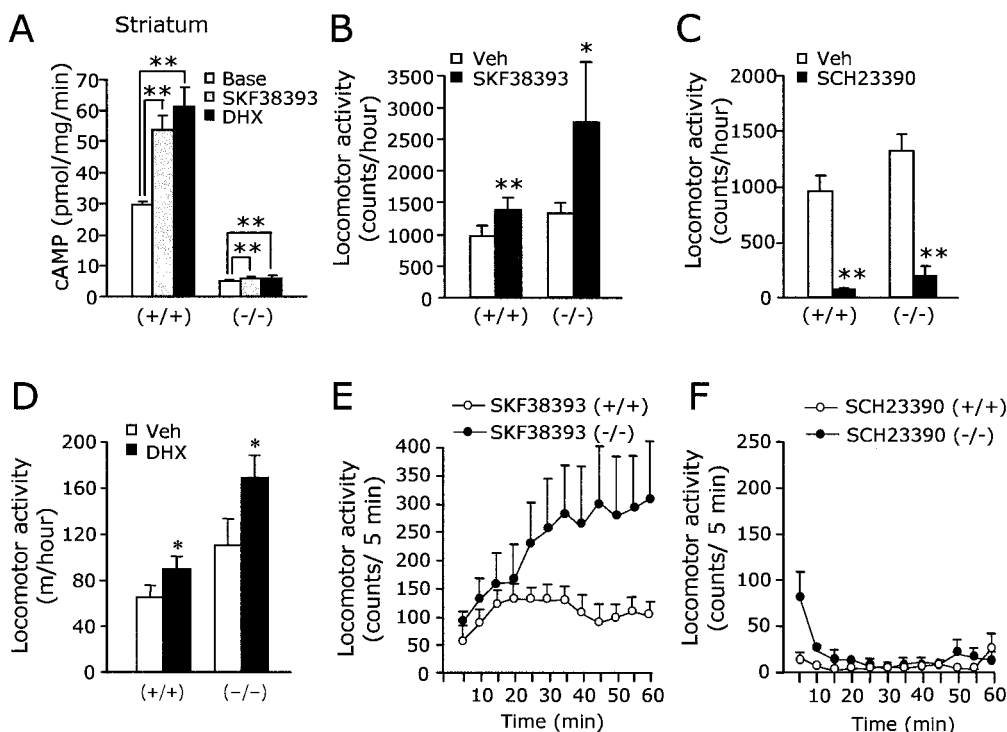 A
Striatum
cAMP (pmol/mg/min)
70
60
50
40
30
20
10
0
Base
SKF38393
DHX
**
**
**
**
(+/+)
(-/-)
B
Locomotor activity
(counts/hour)
3500
3000
2500
2000
1500
1000
500
0
Veh
SKF38393
**
*
(+/+)
(-/-)
C
Locomotor activity
(counts/hour)
2000
1500
1000
500
0
Veh
SCH23390
**
**
(+/+)
(-/-)
D
Locomotor activity
(m/hour)
200
160
120
80
40
0
Veh
DHX
*
*
(+/+)
(−/−)
E
SKF38393 (+/+)
SKF38393 (-/-)
Locomotor activity
(counts/ 5 min)
400
350
300
250
200
150
100
50
0
10 20 30 40 50 60
Time (min)
F
SCH23390 (+/+)
SCH23390 (-/-)
Locomotor activity
(counts/ 5 min)
250
200
150
100
50
0
10 20 30 40 50 60
Time (min)